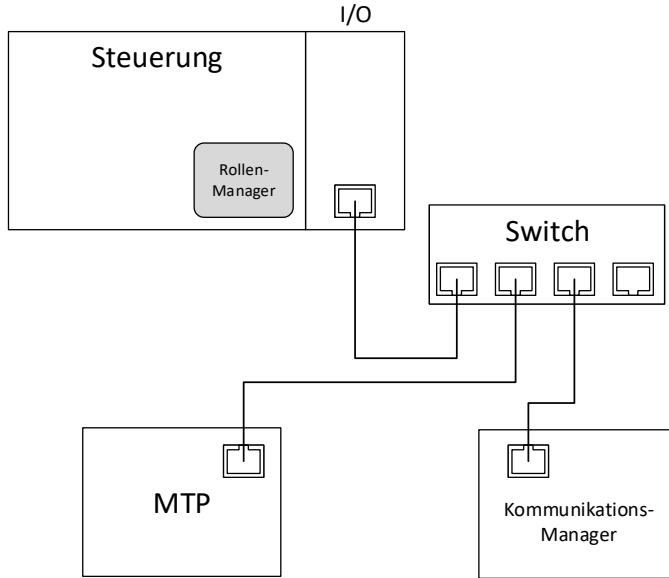 I/O
Steuerung
Rollen-
Manager
Switch
MTP
Kommunikations-
Manager